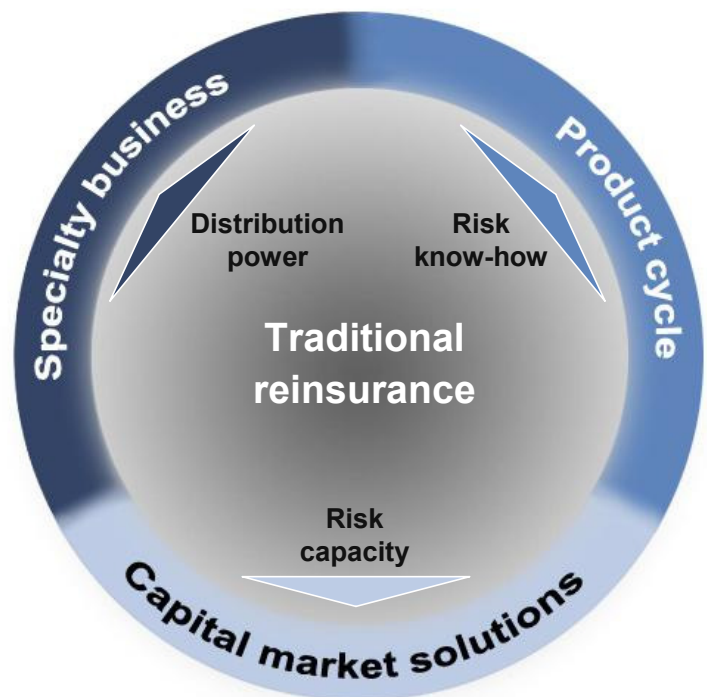 Specialty business
Product cycle
Distribution
power
Risk
know-how
Traditional
reinsurance
Risk
capacity
Capital market solutions